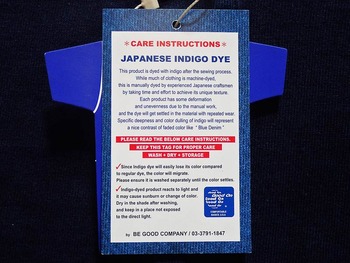 *CARE INSTRUCTIONS*
JAPANESE INDIGO DYE
This product is dyed with indigo after the sewing process.
While much of clothing is machine-dyed,
this is manually dyed by experienced Japanese craftsmen
by taking time and effort to achieve its unique texture.
Each product has some deformation
and unevenness due to the manual work,
and the dye will get settled in the material with repeated wear.
Specific deepness and color dulling of indigo will represent
a nice contrast of faded color like " Blue Denim ".
PLEASE READ THE BELOW CARE INSTRUCTIONS.
KEEP THIS TAG FOR PROPER CARE
WASH • DRY • STORAGE
✓Since Indigo dye will easily lose its color compared
to regular dye, the color will migrate.
Please ensure it is washed separately until the color settles.
✓Indigo-dyed product reacts to light and
it may cause sunburn or change of color.
Dry in the shade after washing,
and keep in a place not exposed
to the direct light.
by BE GOOD COMPANY / 03-3791-1847